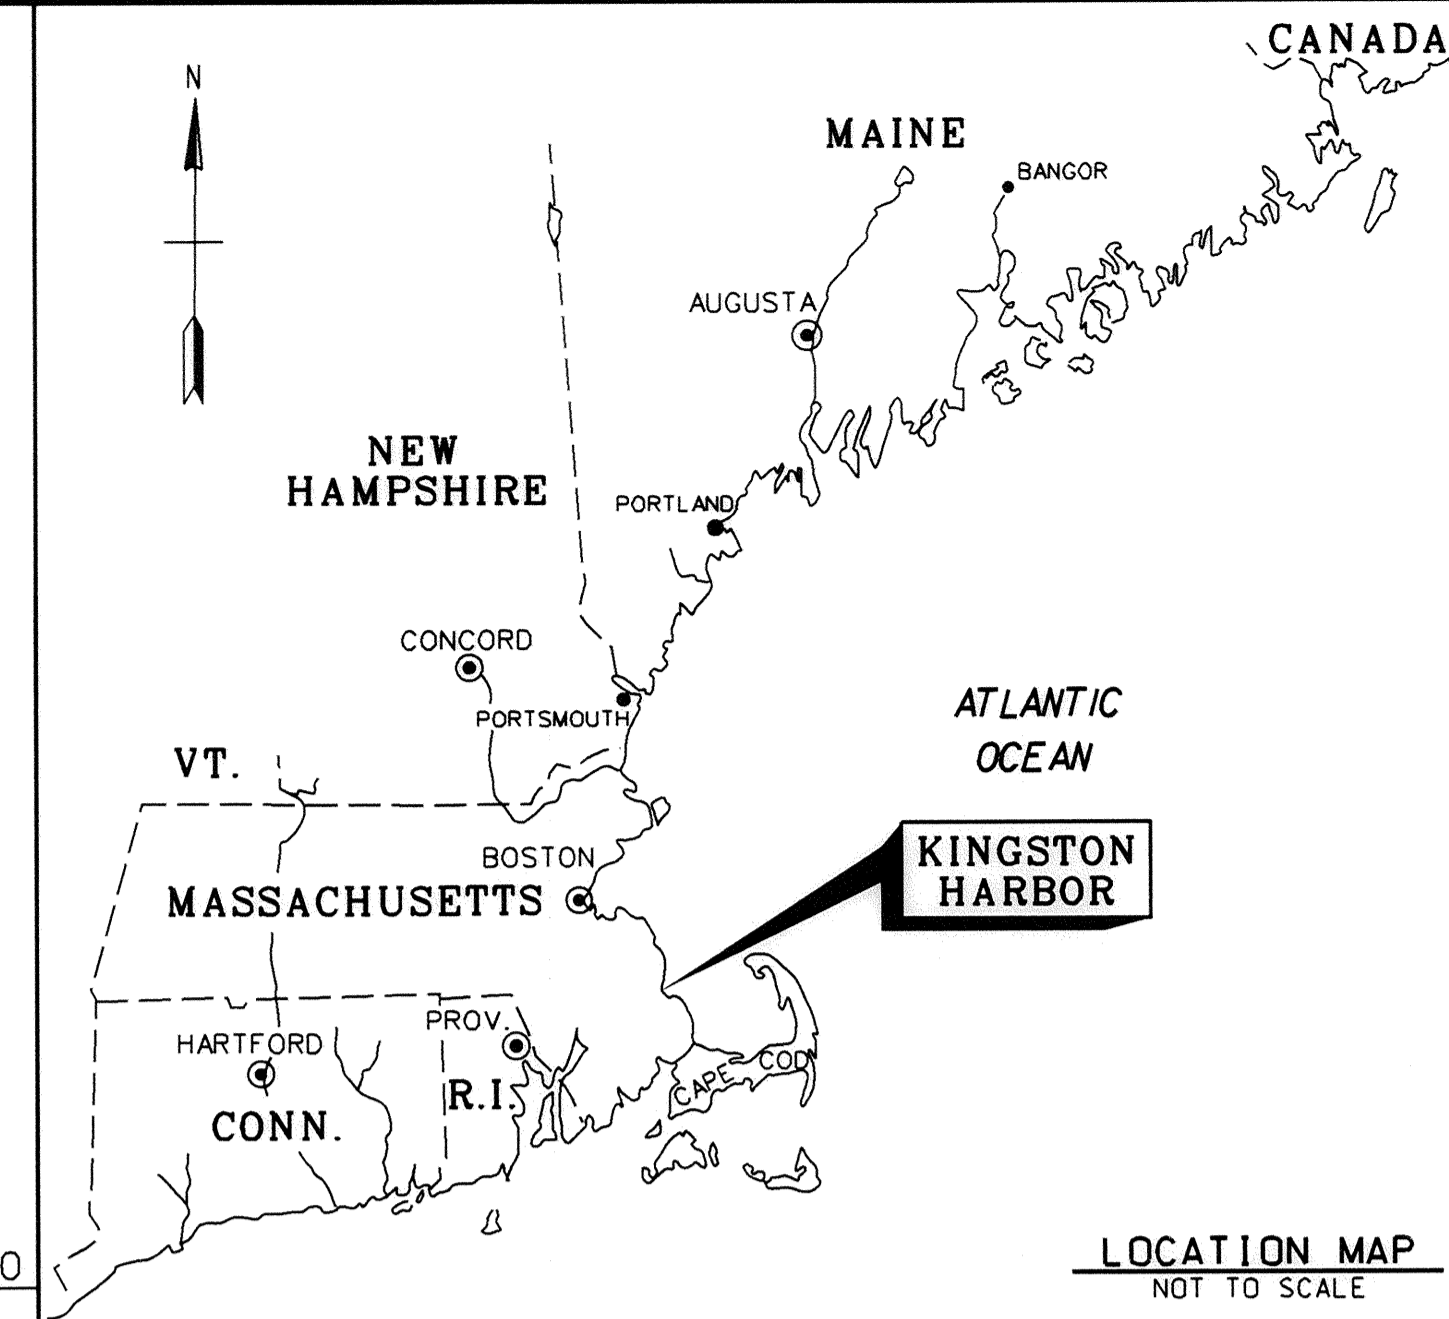 CANADA
N
MAINE
BANGOR
AUGUSTA
NEW
HAMPSHIRE
PORTLAND
CONCORD
PORTSMOUTH
ATLANTIC
OCEAN
VT.
KINGSTON
HARBOR
BOSTON
MASSACHUSETTS
PROV.
HARTFORD
CAPE COD
R.I.
CONN.
LOCATION MAP
NOT TO SCALE